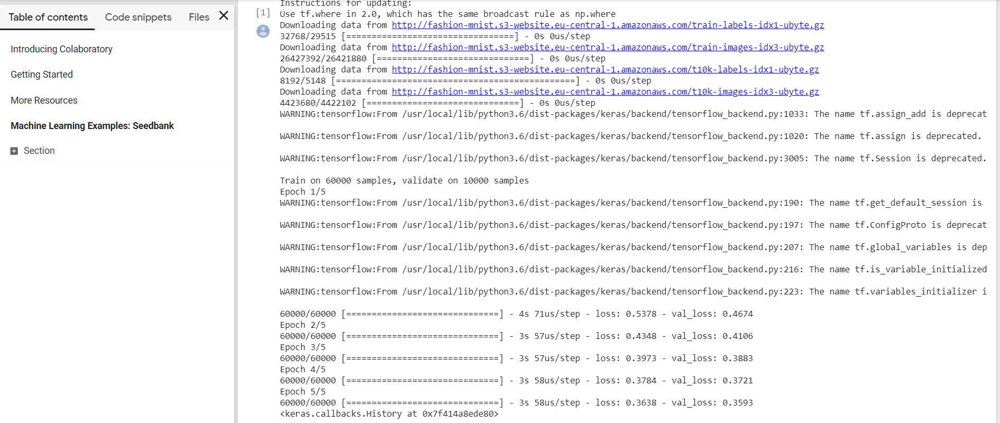 Table of contents
Code snippets
Files
Introducing Colaboratory
Getting Started
More Resources
Machine Learning Examples: Seedbank
Section
Instructions for updating:
[1]
Use tf.where in 2.0, which has the same broadcast rule as np.where
Downloading data from http://fashion-mnist.s3-website.eu-central-1.amazonaws.com/train-labels-idx1-ubyte.gz
32768/29515 [=================================] - 0s 0us/step
Downloading data from http://fashion-mnist.s3-website.eu-central-1.amazonaws.com/train-images-idx3-ubyte.gz
26427392/26421880 [==============================] - 0s 0us/step
Downloading data from http://fashion-mnist.s3-website.eu-central-1.amazonaws.com/t10k-labels-idx1-ubyte.gz
8192/5148 [===============================================] - 0s 0us/step
Downloading data from http://fashion-mnist.s3-website.eu-central-1.amazonaws.com/t10k-images-idx3-ubyte.gz
4423680/4422102 [==============================] - 0s 0us/step
WARNING:tensorflow:From /usr/local/lib/python3.6/dist-packages/keras/backend/tensorflow_backend.py:1033: The name tf.assign_add is deprecat
WARNING:tensorflow:From /usr/local/lib/python3.6/dist-packages/keras/backend/tensorflow_backend.py:1020: The name tf.assign is deprecated.
WARNING:tensorflow:From /usr/local/lib/python3.6/dist-packages/keras/backend/tensorflow_backend.py:3005: The name tf.Session is deprecated.
Train on 60000 samples, validate on 10000 samples
Epoch 1/5
WARNING:tensorflow:From /usr/local/lib/python3.6/dist-packages/keras/backend/tensorflow_backend.py:190: The name tf.get_default_session is
WARNING:tensorflow:From /usr/local/lib/python3.6/dist-packages/keras/backend/tensorflow_backend.py:197: The name tf.ConfigProto is deprecat
WARNING:tensorflow:From /usr/local/lib/python3.6/dist-packages/keras/backend/tensorflow_backend.py:207: The name tf.global_variables is dep
WARNING:tensorflow:From /usr/local/lib/python3.6/dist-packages/keras/backend/tensorflow_backend.py:216: The name tf.is_variable_initialized
WARNING:tensorflow:From /usr/local/lib/python3.6/dist-packages/keras/backend/tensorflow_backend.py:223: The name tf.variables_initializer i
60000/60000 [==============================] - 4s 71us/step - loss: 0.5378 - val_loss: 0.4674
Epoch 2/5
60000/60000 [==============================] - 3s 57us/step - loss: 0.4348 - val_loss: 0.4106
Epoch 3/5
60000/60000 [==============================] - 3s 57us/step - loss: 0.3973 - val_loss: 0.3883
Epoch 4/5
60000/60000 [==============================] - 3s 58us/step - loss: 0.3784 - val_loss: 0.3721
Epoch 5/5
60000/60000 [==============================] - 3s 58us/step - loss: 0.3638 - val_loss: 0.3593
<keras.callbacks.History at 0x7f414a8ede80>